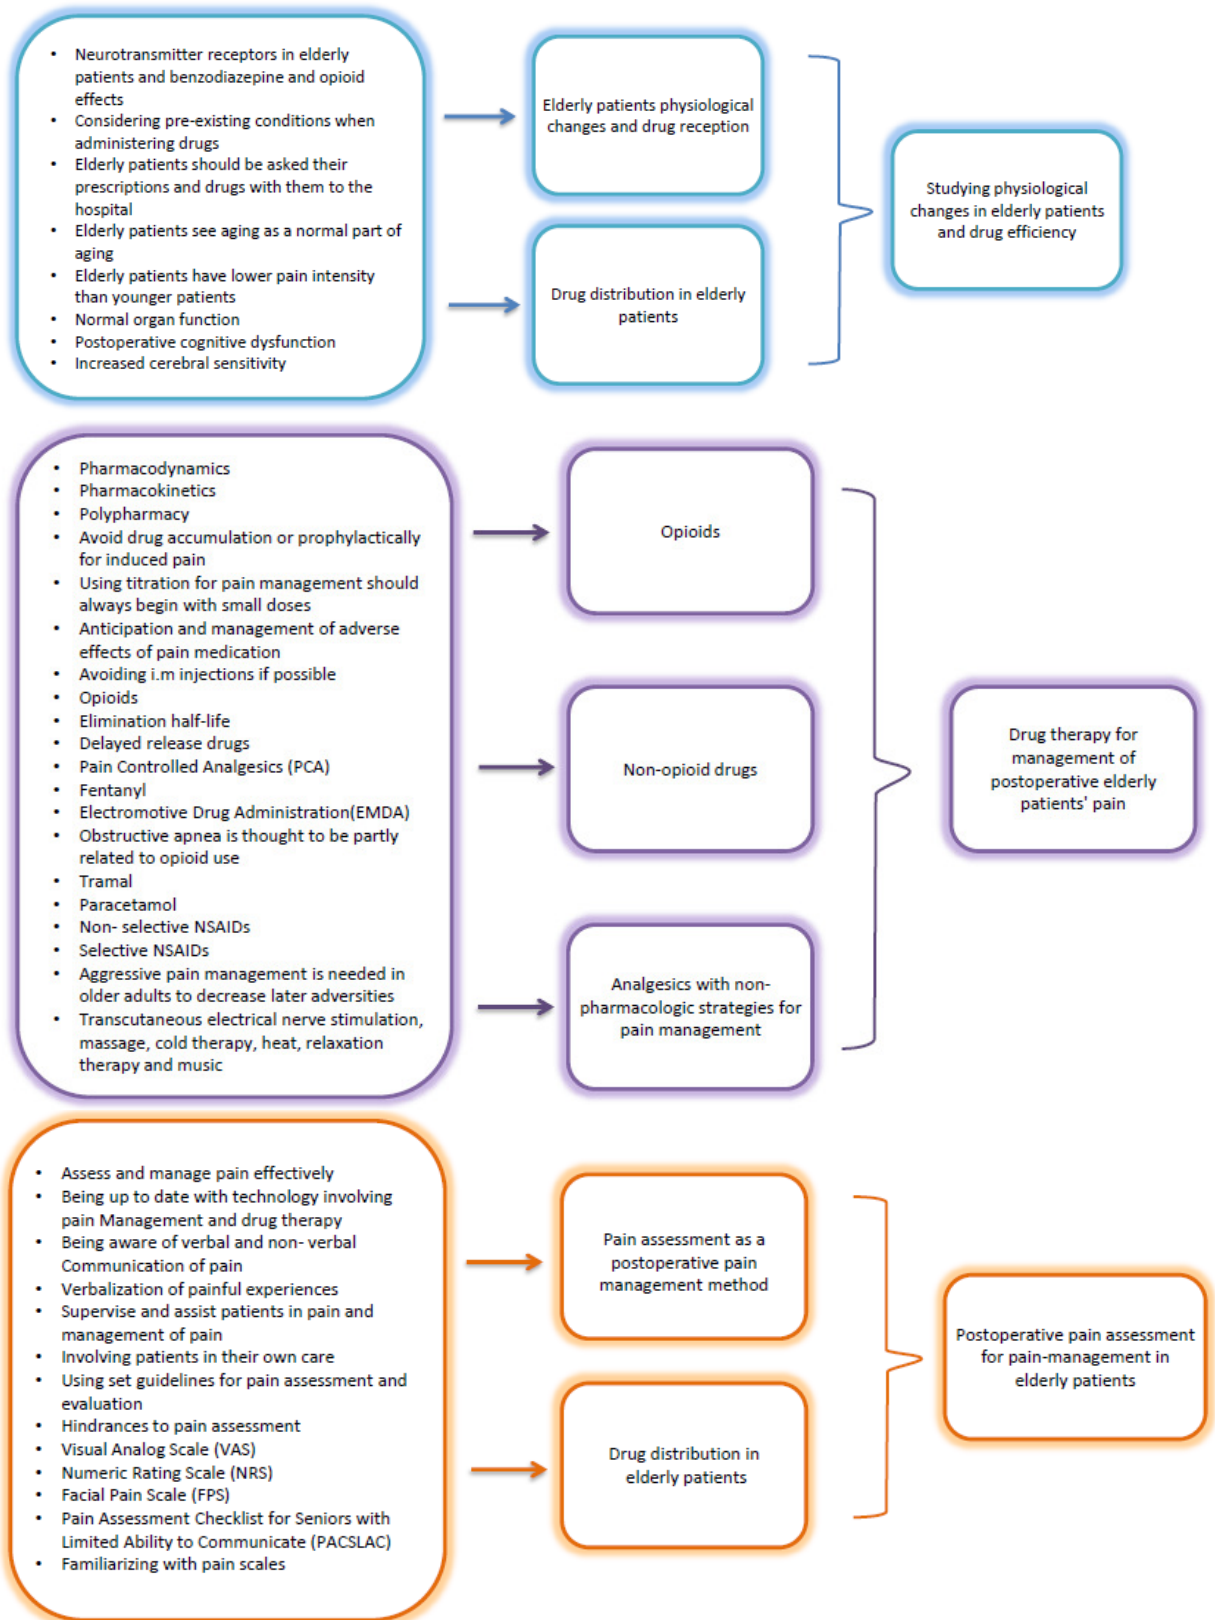 • Neurotransmitter receptors in elderly
patients and benzodiazepine and opioid
effects
• Considering pre-existing conditions when
administering drugs
• Elderly patients should be asked their
prescriptions and drugs with them to the
hospital
• Elderly patients see aging as a normal part of
aging
• Elderly patients have lower pain intensity
than younger patients
• Normal organ function
• Postoperative cognitive dysfunction
• Increased cerebral sensitivity
Elderly patients physiological
changes and drug reception
Drug distribution in elderly
patients
Studying physiological
changes in elderly patients
and drug efficiency
• Pharmacodynamics
• Pharmacokinetics
• Polypharmacy
• Avoid drug accumulation or prophylactically
for induced pain
• Using titration for pain management should
always begin with small doses
• Anticipation and management of adverse
effects of pain medication
• Avoiding i.m injections if possible
• Opioids
• Elimination half-life
• Delayed release drugs
• Pain Controlled Analgesics (PCA)
• Fentanyl
• Electromotive Drug Administration(EMDA)
• Obstructive apnea is thought to be partly
related to opioid use
• Tramal
• Paracetamol
• Non- selective NSAIDs
• Selective NSAIDs
• Aggressive pain management is needed in
older adults to decrease later adversities
• Transcutaneous electrical nerve stimulation,
massage, cold therapy, heat, relaxation
therapy and music
Opioids
Non-opioid drugs
Analgesics with non-
pharmacologic strategies for
pain management
Drug therapy for
management of
postoperative elderly
patients' pain
• Assess and manage pain effectively
• Being up to date with technology involving
pain Management and drug therapy
• Being aware of verbal and non- verbal
Communication of pain
• Verbalization of painful experiences
• Supervise and assist patients in pain and
management of pain
• Involving patients in their own care
• Using set guidelines for pain assessment and
evaluation
• Hindrances to pain assessment
• Visual Analog Scale (VAS)
• Numeric Rating Scale (NRS)
• Facial Pain Scale (FPS)
• Pain Assessment Checklist for Seniors with
Limited Ability to Communicate (PACSLAC)
• Familiarizing with pain scales
Pain assessment as a
postoperative pain
management method
Drug distribution in
elderly patients
Postoperative pain assessment
for pain-management in
elderly patients